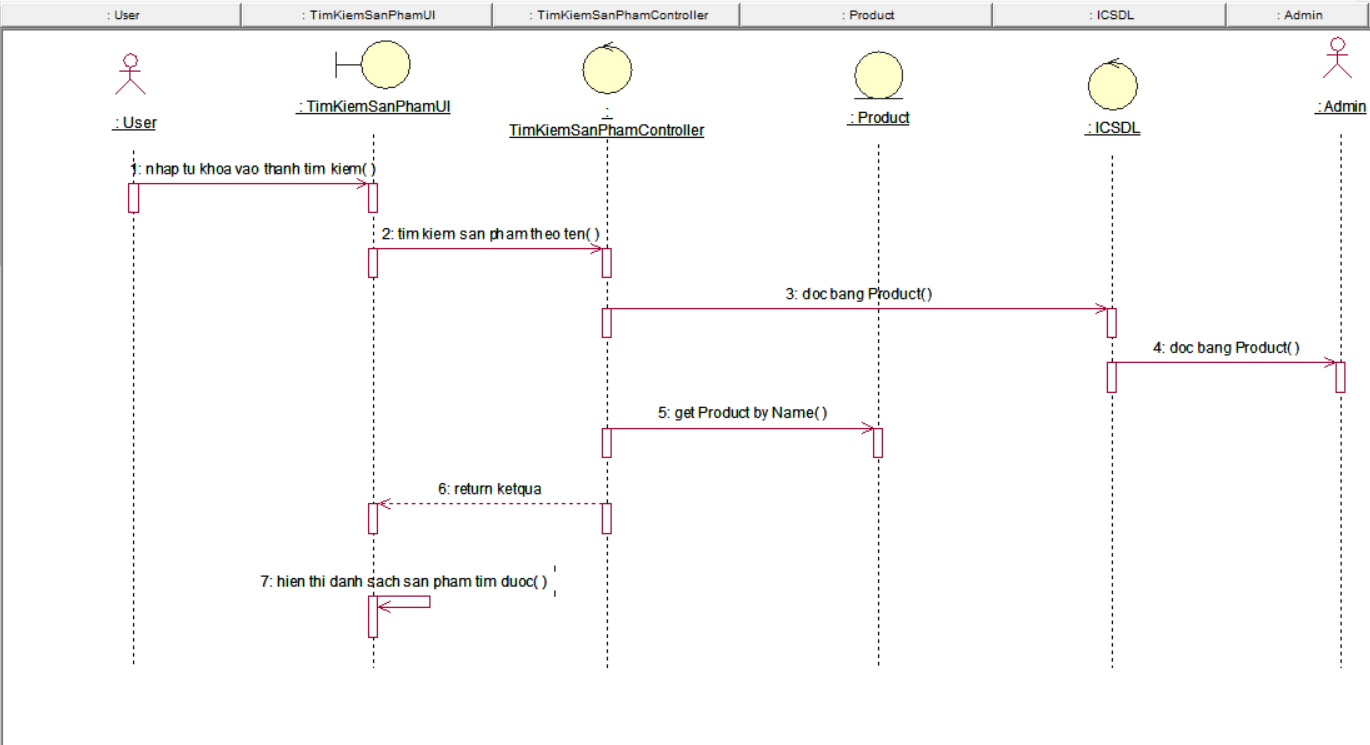 : User
: TimKiemSanPhamUI
: TimKiemSanPhamController
: Product
: ICSDL
: Admin
: User
: TimKiemSanPhamUI
:
TimKiemSanPhamController
: Product
: ICSDL
: Admin
1: nhap tu khoa vao thanh tim kiem( )
2: tim kiem san pham theo ten( )
3: doc bang Product( )
4: doc bang Product( )
5: get Product by Name( )
6: return ketqua
7: hien thi danh sach san pham tim duoc( )